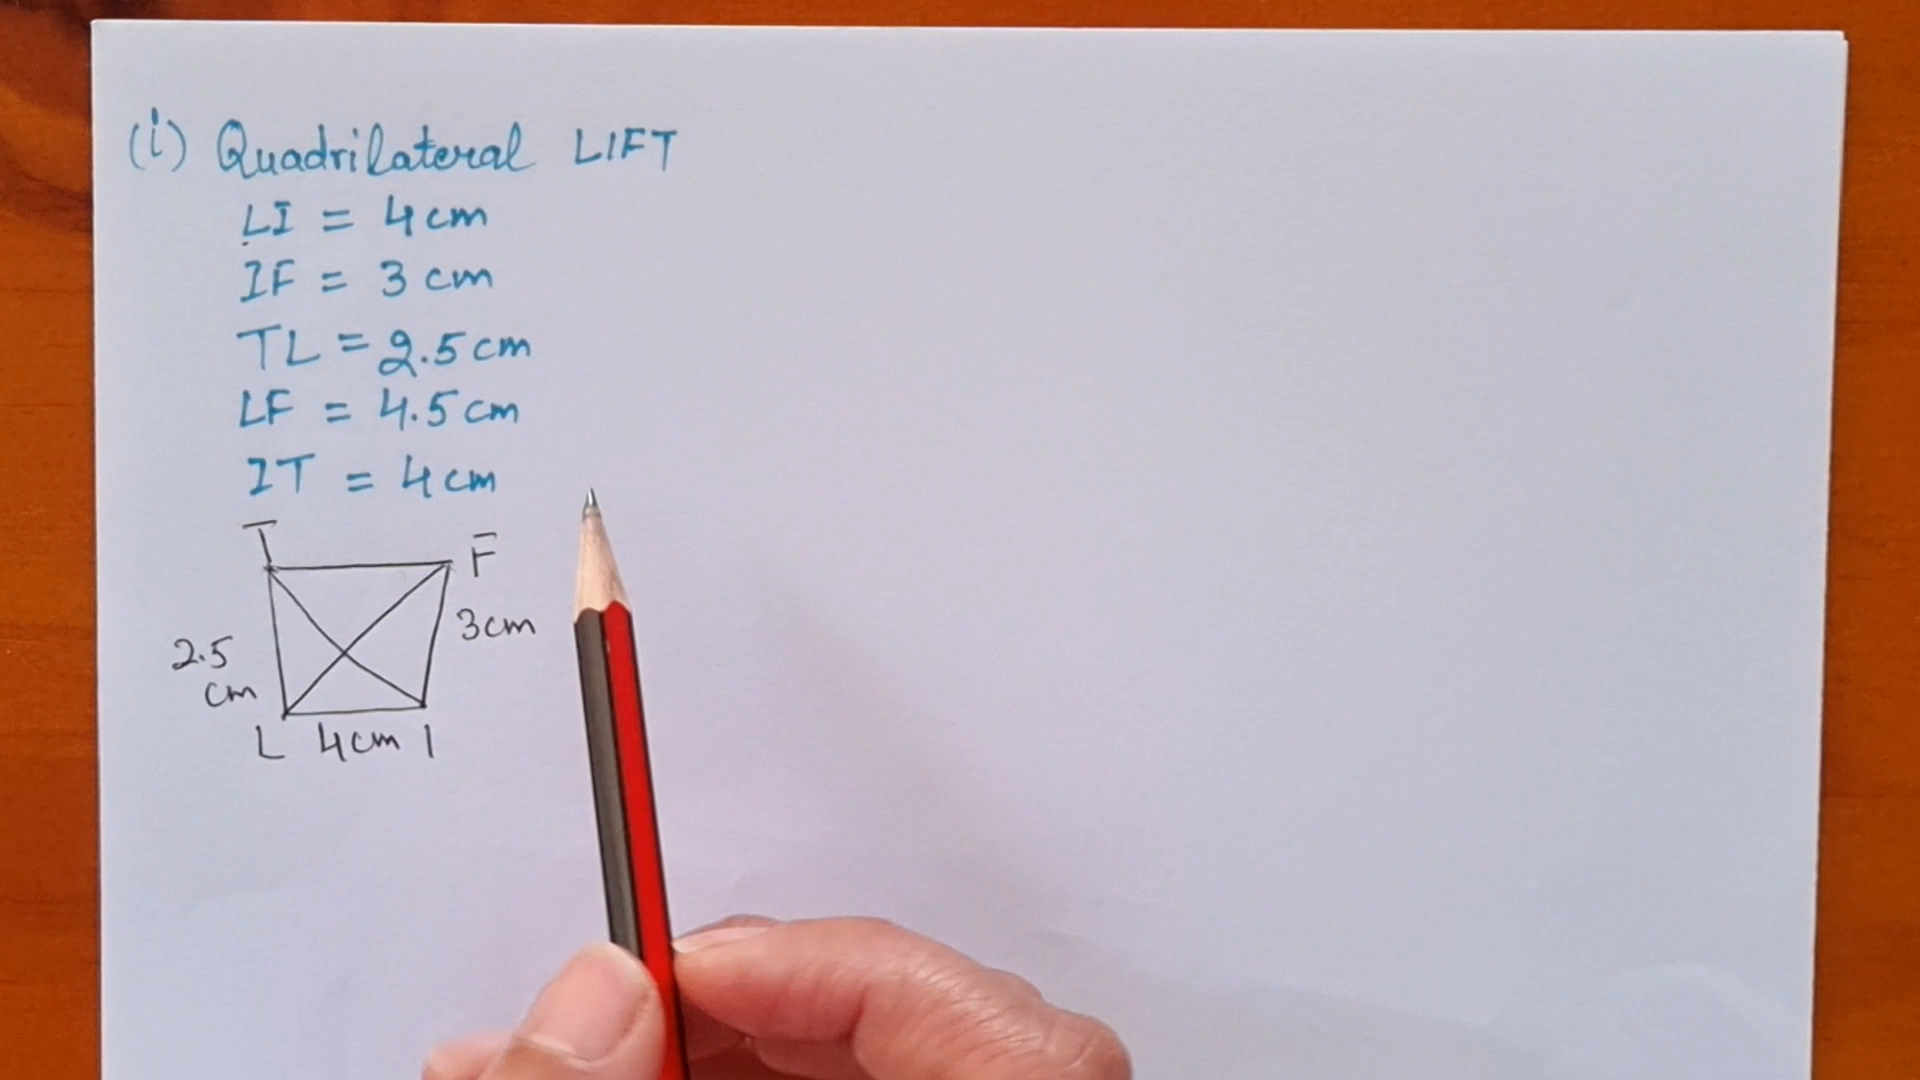 (i) Quadrilateral LIFT
LI = 4 cm
IF = 3 cm
TL = 2.5 cm
LF = 4.5 cm
IT = 4 cm
T
F
3cm
2.5
cm
L 4cm I